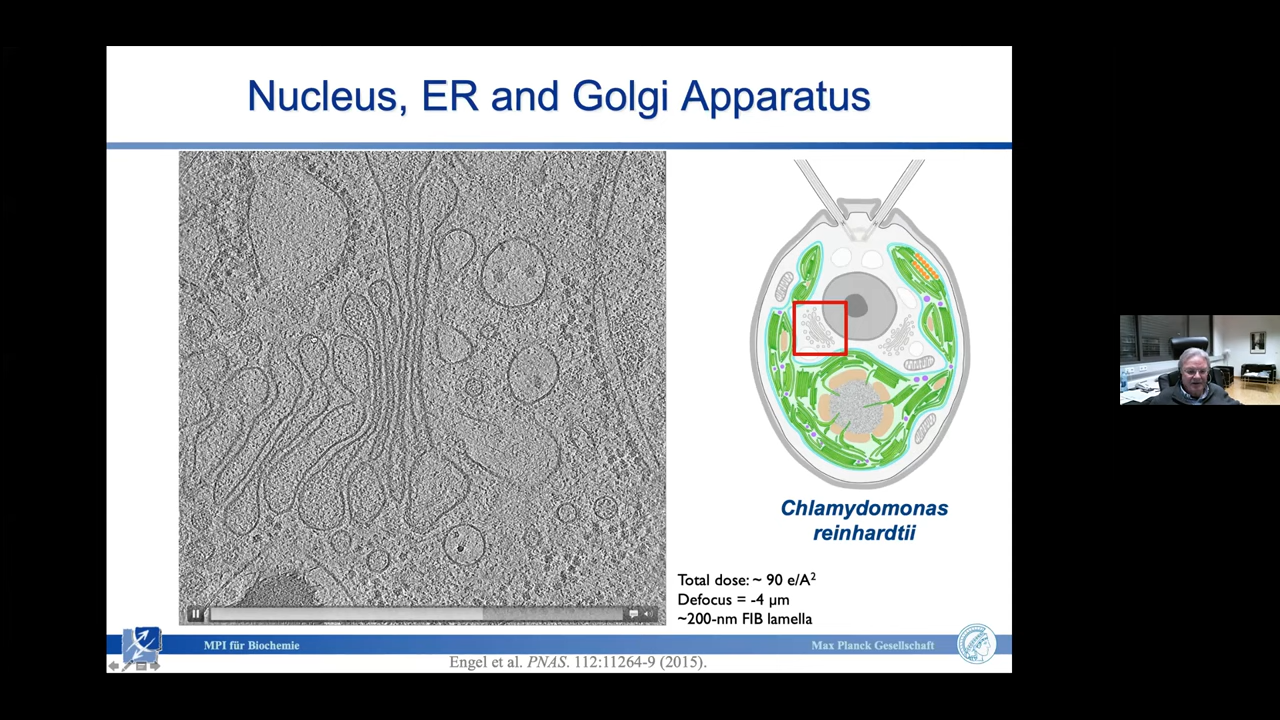 Nucleus, ER and Golgi Apparatus
Chlamydomonas
reinhardtii
Total dose: ~ 90 e/A²
Defocus = -4 µm
~200-nm FIB lamella
MPI für Biochemie
Max Planck Gesellschaft
Engel et al. PNAS. 112:11264-9 (2015).